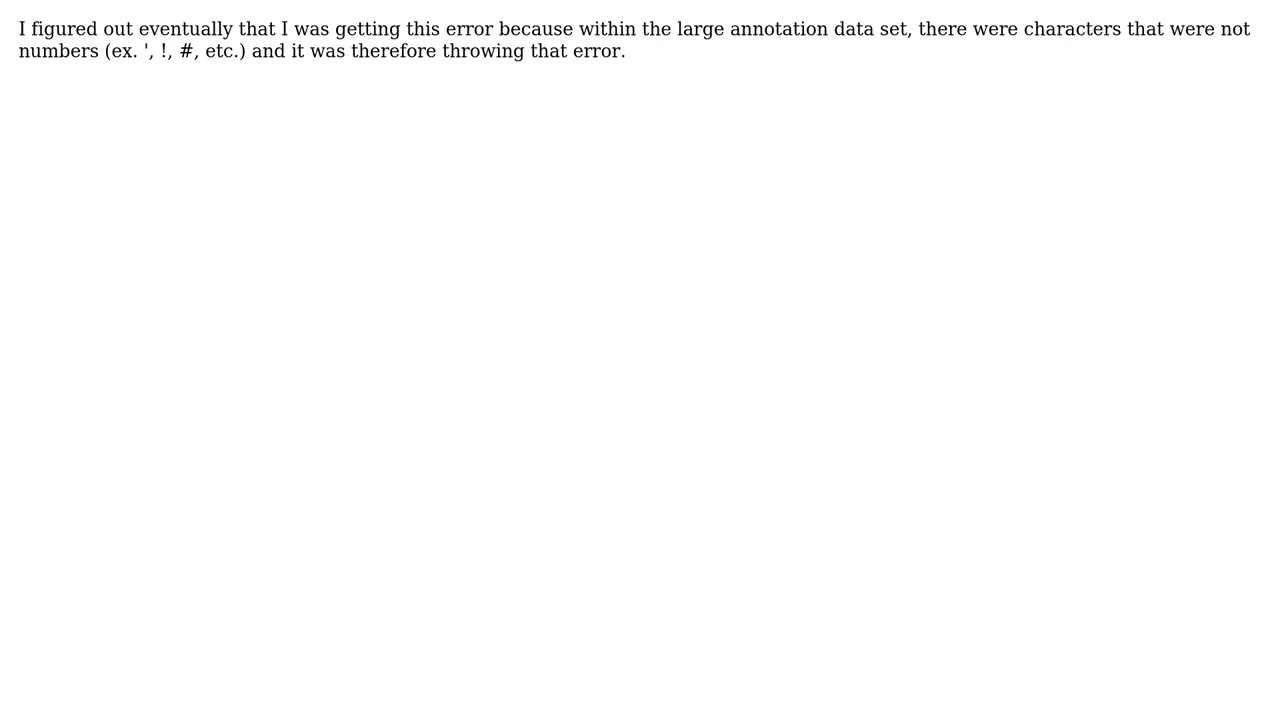 I figured out eventually that I was getting this error because within the large annotation data set, there were characters that were not
numbers (ex. ', !, #, etc.) and it was therefore throwing that error.